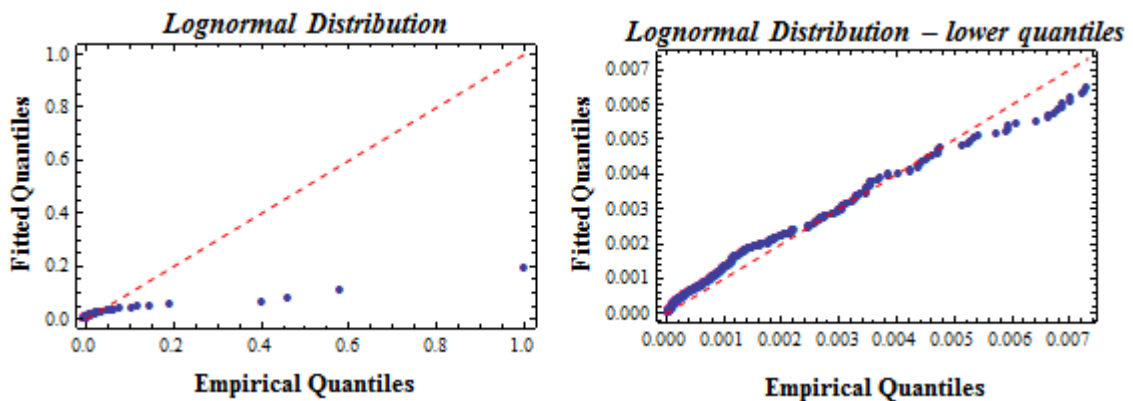 Lognormal Distribution
Fitted Quantiles
1.0
0.8
0.6
0.4
0.2
0.0
0.0 0.2 0.4 0.6 0.8 1.0
Empirical Quantiles
Lognormal Distribution – lower quantiles
Fitted Quantiles
0.007
0.006
0.005
0.004
0.003
0.002
0.001
0.000
0.000 0.001 0.002 0.003 0.004 0.005 0.006 0.007
Empirical Quantiles